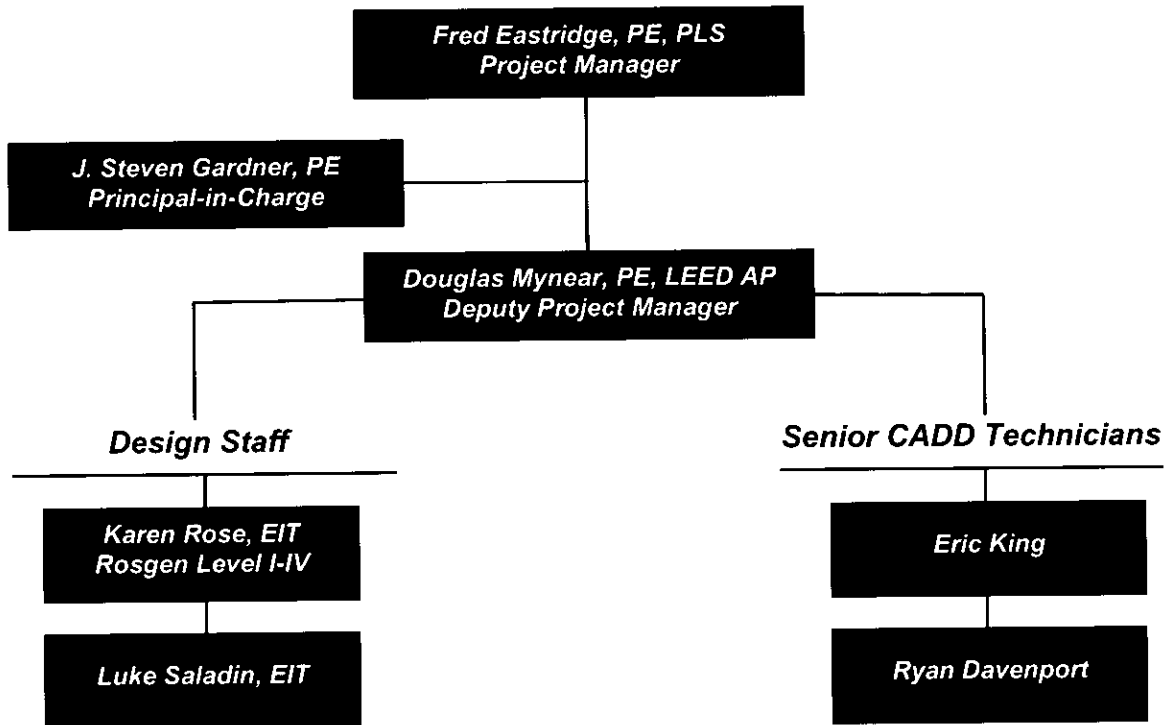 Fred Eastridge, PE, PLS
Project Manager
J. Steven Gardner, PE
Principal-in-Charge
Douglas Mynear, PE, LEED AP
Deputy Project Manager
Design Staff
Karen Rose, EIT
Rosgen Level I-IV
Luke Saladin, EIT
Senior CADD Technicians
Eric King
Ryan Davenport